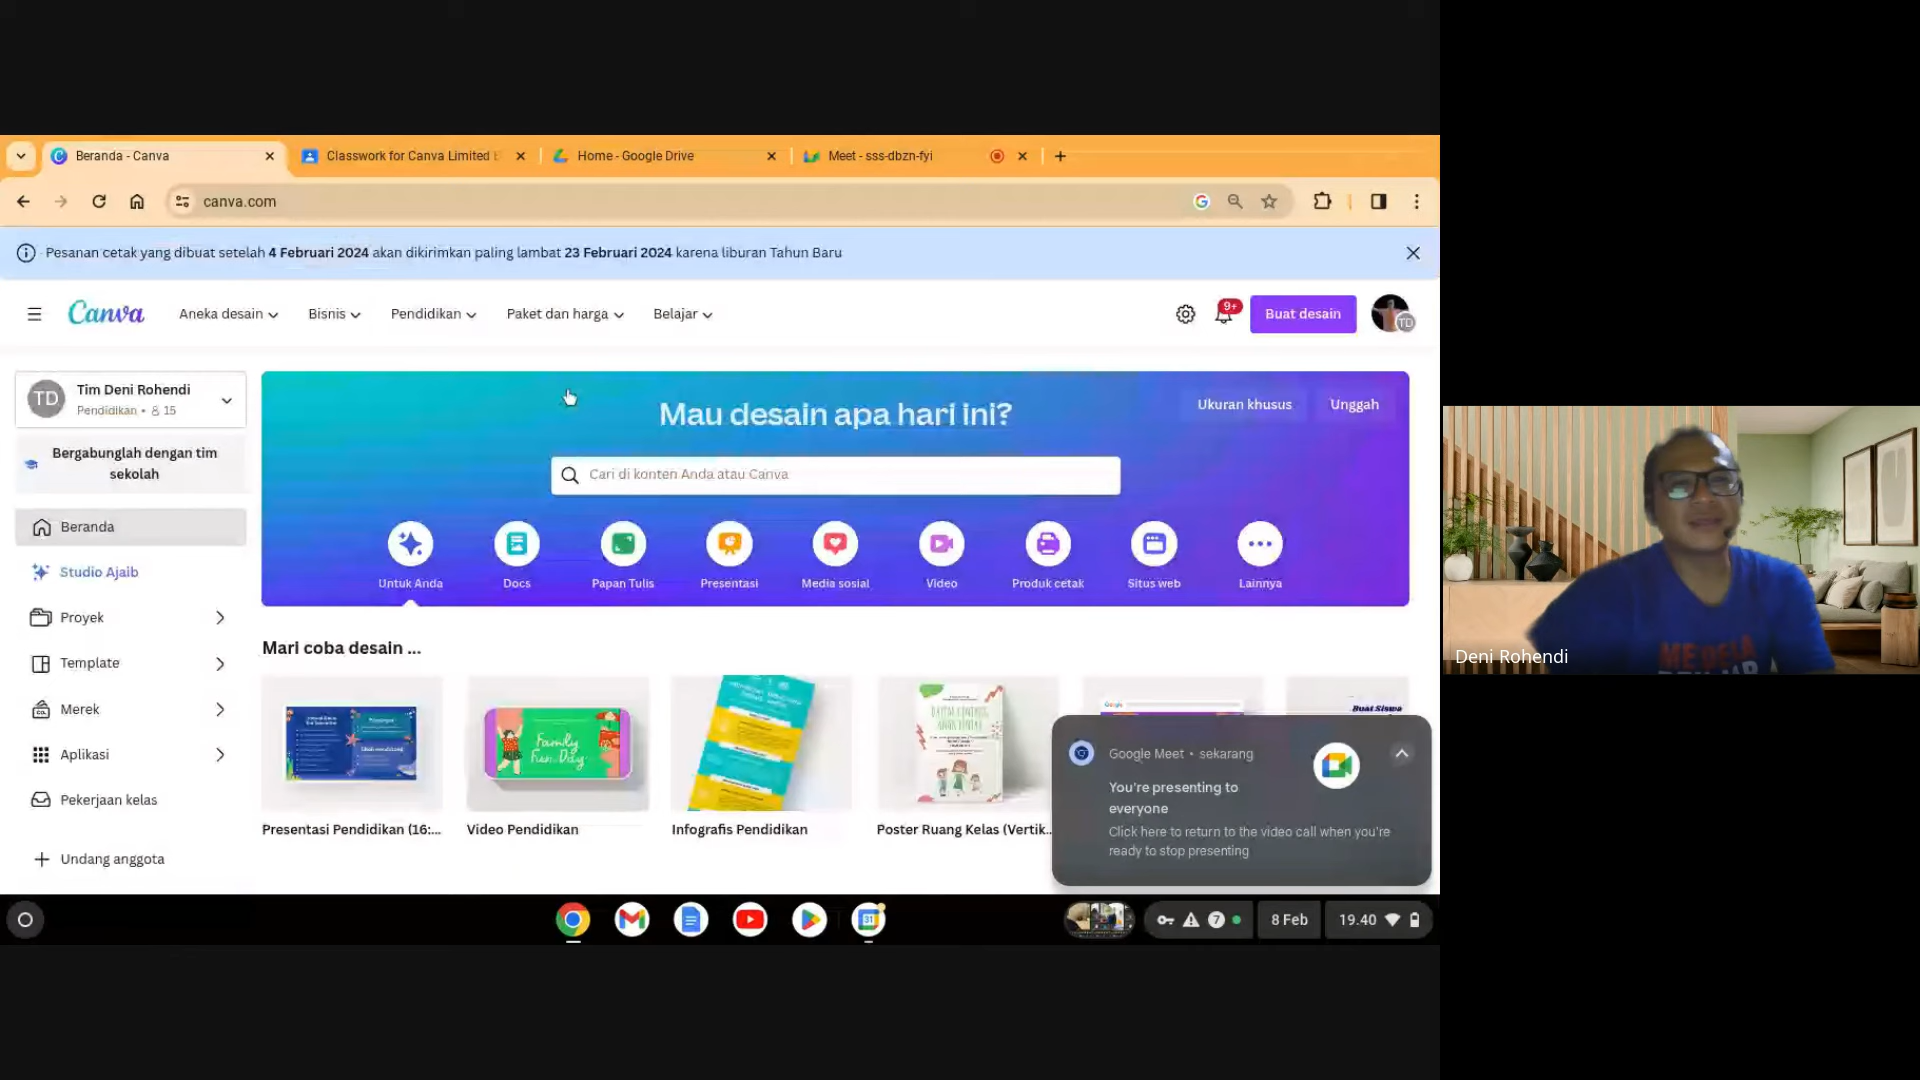 Beranda - Canva
Classwork for Canva Limited
Home - Google Drive
Meet - sss-dbzn-fyi
canva.com
Pesanan cetak yang dibuat setelah 4 Februari 2024 akan dikirimkan paling lambat 23 Februari 2024 karena liburan Tahun Baru
Canva
Aneka desain
Bisnis
Pendidikan
Paket dan harga
Belajar
9+
Buat desain
TD
TD
Tim Deni Rohendi
Pendidikan • 15
Bergabunglah dengan tim
sekolah
Beranda
Studio Ajaib
Proyek
Template
Merek
Aplikasi
Pekerjaan kelas
Undang anggota
Mau desain apa hari ini?
Ukuran khusus
Unggah
Cari di konten Anda atau Canva
Untuk Anda
Docs
Papan Tulis
Presentasi
Media sosial
Video
Produk cetak
Situs web
Lainnya
Mari coba desain ...
Family
Fun Day
Buat Siswa
Presentasi Pendidikan (16:...
Video Pendidikan
Infografis Pendidikan
Poster Ruang Kelas (Vertik...
Google Meet • sekarang
You're presenting to
everyone
Click here to return to the video call when you're
ready to stop presenting
31
7
8 Feb
19.40
Deni Rohendi